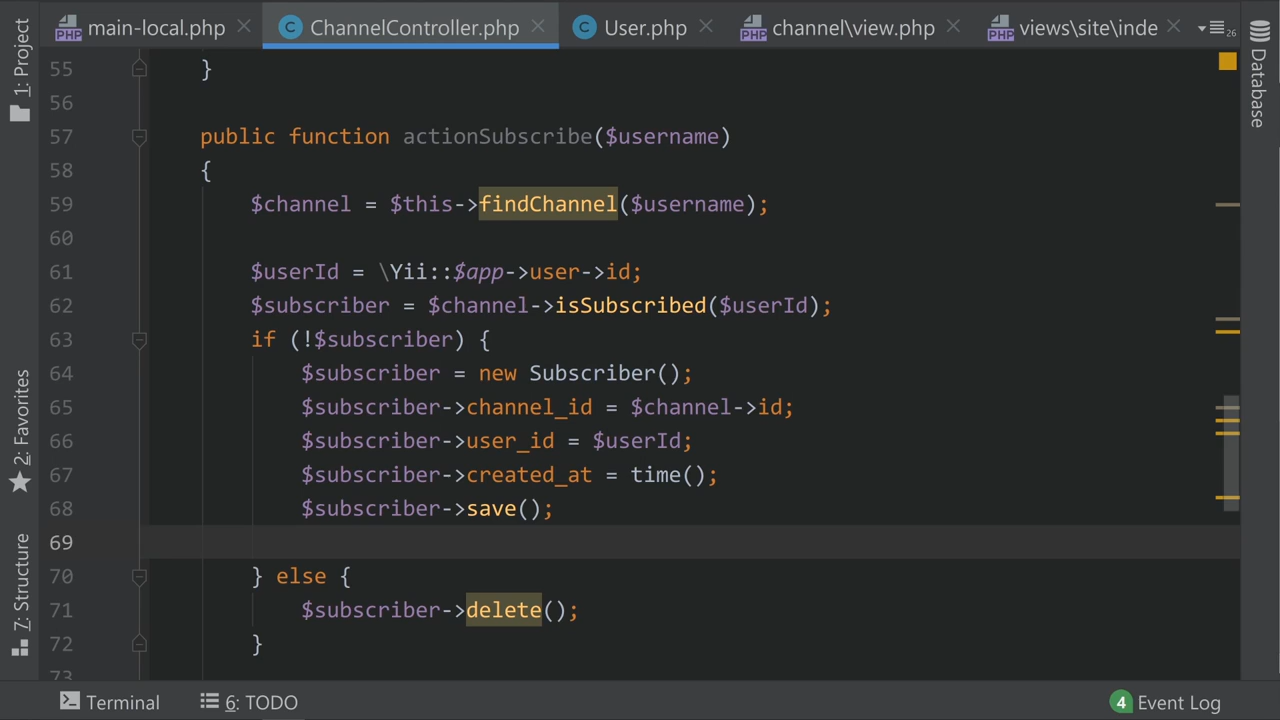 main-local.php
ChannelController.php
User.php
channel\view.php
views\site\inde
26
1: Project
2: Favorites
7: Structure
Database
55 }
56
57 public function actionSubscribe($username)
58 {
59 $channel = $this->findChannel($username);
60
61 $userId = \Yii::$app->user->id;
62 $subscriber = $channel->isSubscribed($userId);
63 if (!$subscriber) {
64 $subscriber = new Subscriber();
65 $subscriber->channel_id = $channel->id;
66 $subscriber->user_id = $userId;
67 $subscriber->created_at = time();
68 $subscriber->save();
69
70 } else {
71 $subscriber->delete();
72 }
73
Terminal
6: TODO
4 Event Log